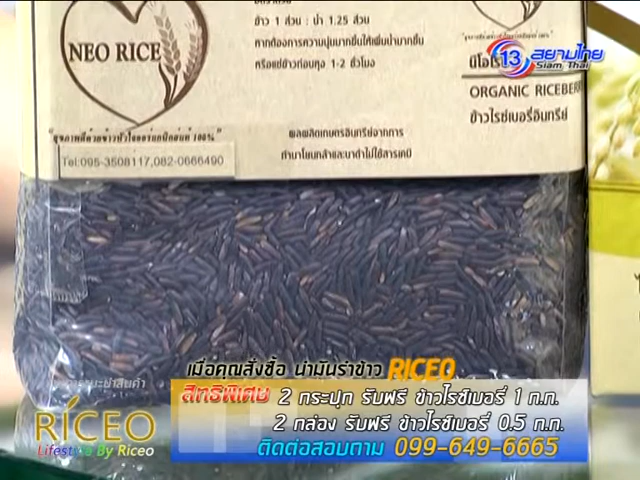 ข้าว 1 ส่วน : น้ำ 1.25 ส่วน
หากต้องการความนุ่มมากขึ้นให้เพิ่มน้ำมากขึ้น
หรือแช่ข้าวก่อนหุง 1-2 ชั่วโมง
NEO RICE
13 สยามไทย
Siam Thai
ORGANIC RICEBER
ข้าวไรซ์เบอรี่อินทรีย์
Tel:095-3508117,082-0666490
ผลผลิตเกษตรอินทรีย์จากการ
ทำนาโยนกล้าและนาดำไม่ใช้สารเคมี
เมื่อคุณสั่งซื้อ น้ำมันรำข้าว RICEO
สิทธิพิเศษ 2 กระปุก รับฟรี ข้าวไรซ์เบอรี่ 1 ก.ก.
2 กล่อง รับฟรี ข้าวไรซ์เบอรี่ 0.5 ก.ก.
ติดต่อสอบถาม 099-649-6665
RICEO
Lifestyle By Riceo